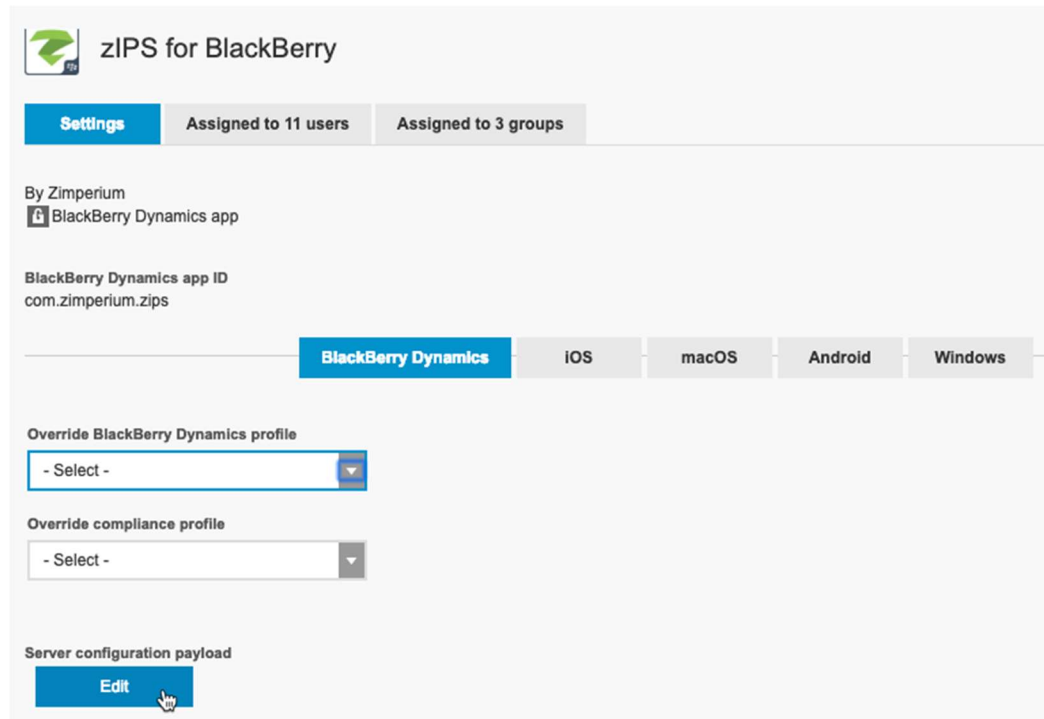 zIPS for BlackBerry
Settings
Assigned to 11 users
Assigned to 3 groups
By Zimperium
BlackBerry Dynamics app
BlackBerry Dynamics app ID
com.zimperium.zips
BlackBerry Dynamics
iOS
macOS
Android
Windows
Override BlackBerry Dynamics profile
- Select -
Override compliance profile
- Select -
Server configuration payload
Edit